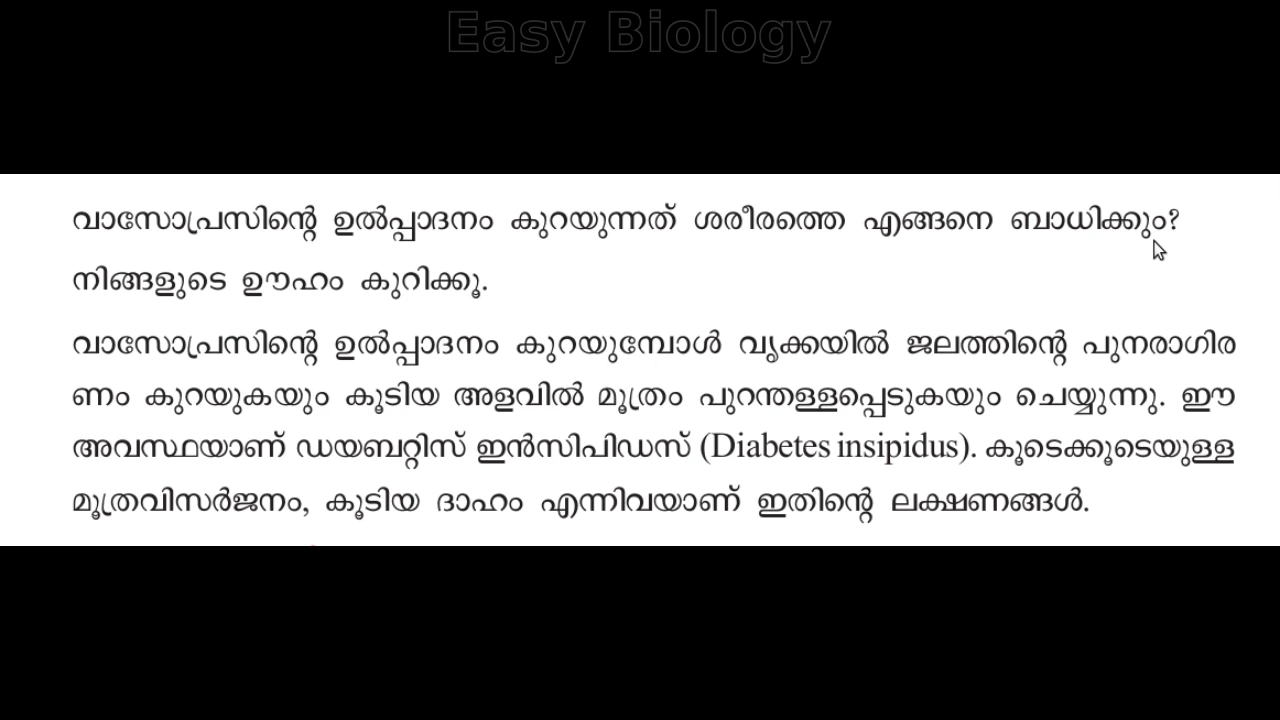 Easy Biology
വാസോപ്രസിന്റെ ഉൽപ്പാദനം കുറയുന്നത് ശരീരത്തെ എങ്ങനെ ബാധിക്കും?
നിങ്ങളുടെ ഊഹം കുറിക്കൂ.
വാസോപ്രസിന്റെ ഉൽപ്പാദനം കുറയുമ്പോൾ വൃക്കയിൽ ജലത്തിന്റെ പുനരാഗിര
ണം കുറയുകയും കൂടിയ അളവിൽ മൂത്രം പുറന്തള്ളപ്പെടുകയും ചെയ്യുന്നു. ഈ
അവസ്ഥയാണ് ഡയബറ്റിസ് ഇൻസിപിഡസ് (Diabetes insipidus). കൂടെക്കൂടെയുള്ള
മൂത്രവിസർജനം, കൂടിയ ദാഹം എന്നിവയാണ് ഇതിന്റെ ലക്ഷണങ്ങൾ.